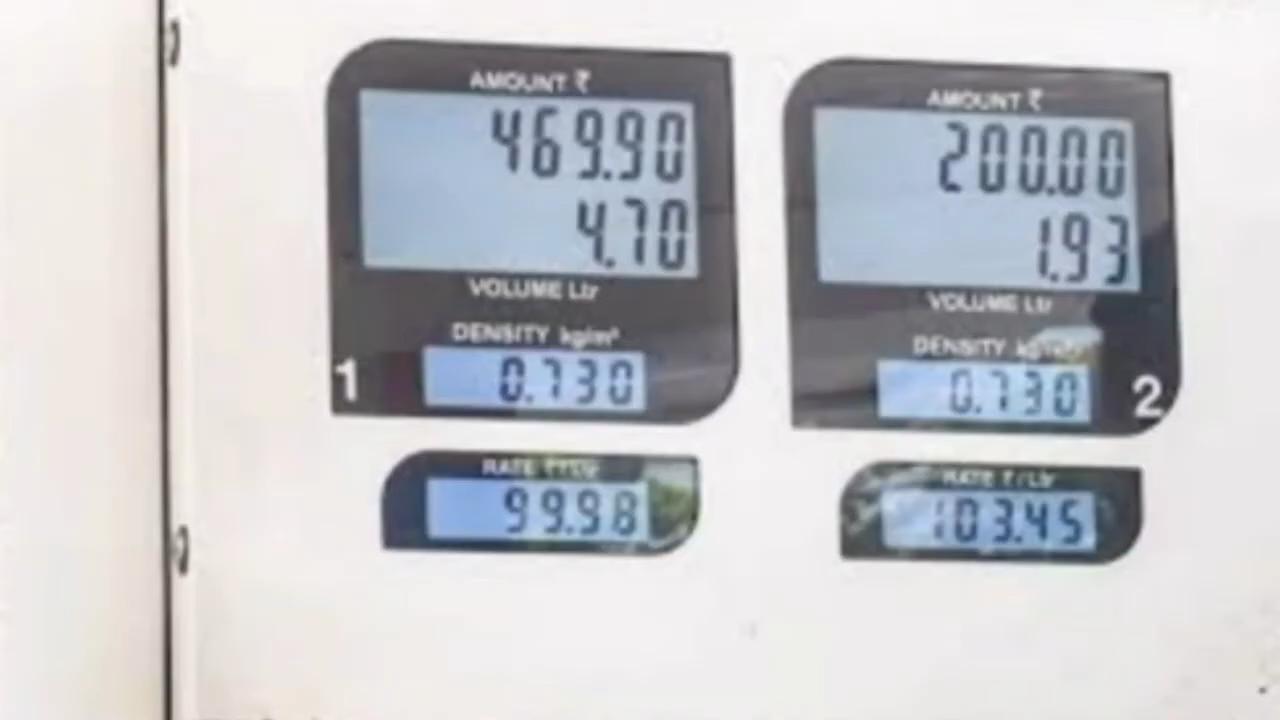 AMOUNT ₹
469.90
4.70
VOLUME Ltr
DENSITY kg/m³
0.730
1
RATE ₹/Ltr
99.98
AMOUNT ₹
200.00
1.93
VOLUME Ltr
DENSITY kg/m³
0.730
2
RATE ₹/Ltr
103.45